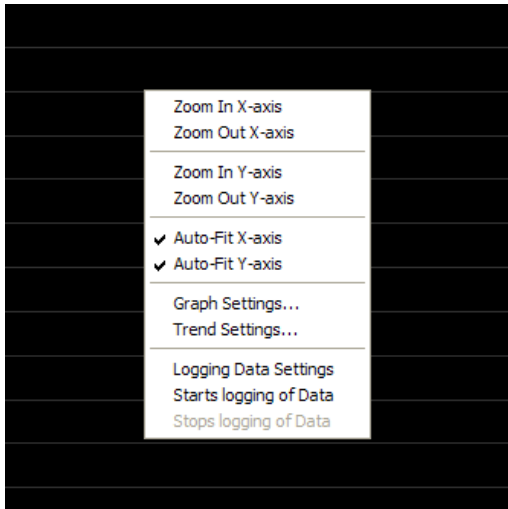 Zoom In X-axis
Zoom Out X-axis
Zoom In Y-axis
Zoom Out Y-axis
Auto-Fit X-axis
Auto-Fit Y-axis
Graph Settings...
Trend Settings...
Logging Data Settings
Starts logging of Data
Stops logging of Data